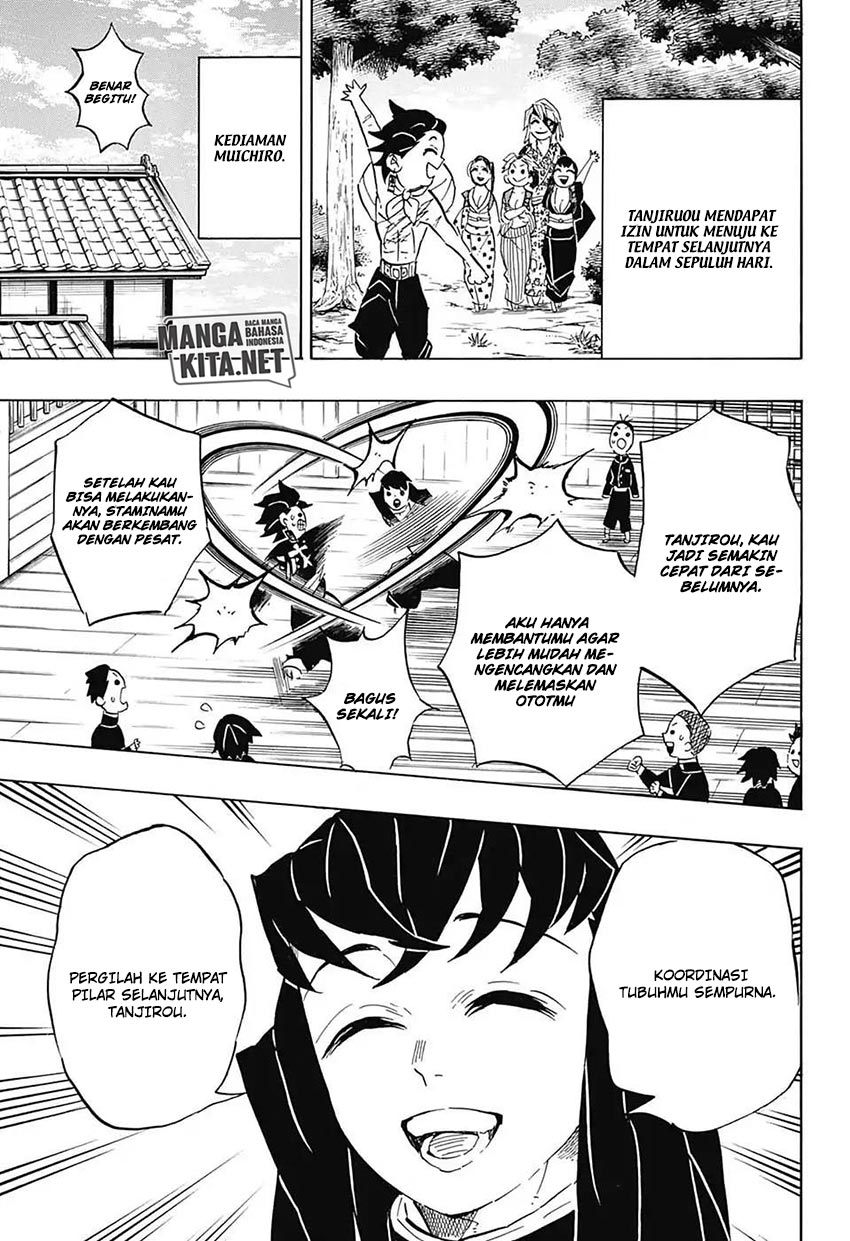 TANJIRUOU MENDAPAT
IZIN UNTUK MENUJU KE
TEMPAT SELANJUTNYA
DALAM SEPULUH HARI.
KEDIAMAN
MUICHIRO.
BENAR
BEGITU!
MANGA
KITA.NET
BACA MANGA
BAHASA
INDONESIA
TANJIROU, KAU
JADI SEMAKIN
CEPAT DARI SE-
BELUMNYA.
AKU HANYA
MEMBANTUMU AGAR
LEBIH MUDAH ME-
NGENCANGKAN DAN
MELEMASKAN
OTOTMU
BAGUS
SEKALI!
SETELAH KAU
BISA MELAKUKAN-
NYA, STAMINAMU
AKAN BERKEMBANG
DENGAN PESAT.
KOORDINASI
TUBUHMU SEMPURNA.
PERGILAH KE TEMPAT
PILAR SELANJUTNYA,
TANJIROU.